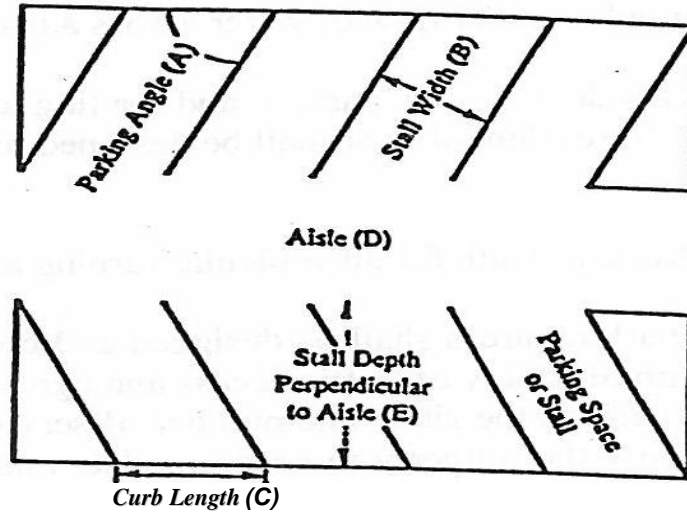 Parking Angle (A)
Stall Width (B)
Aisle (D)
Stall Depth
Perpendicular
to Aisle (E)
Parking Space
or Stall
Curb Length (C)